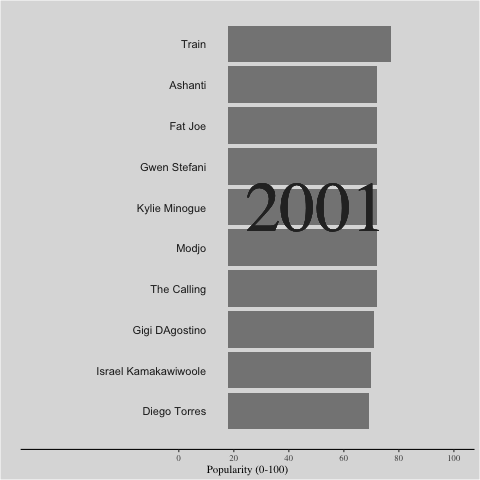 Train
Ashanti
Fat Joe
Gwen Stefani
Kylie Minogue
2001
Modjo
The Calling
Gigi DAgostino
Israel Kamakawiwoole
Diego Torres
0 20 40 60 80 100
Popularity (0-100)